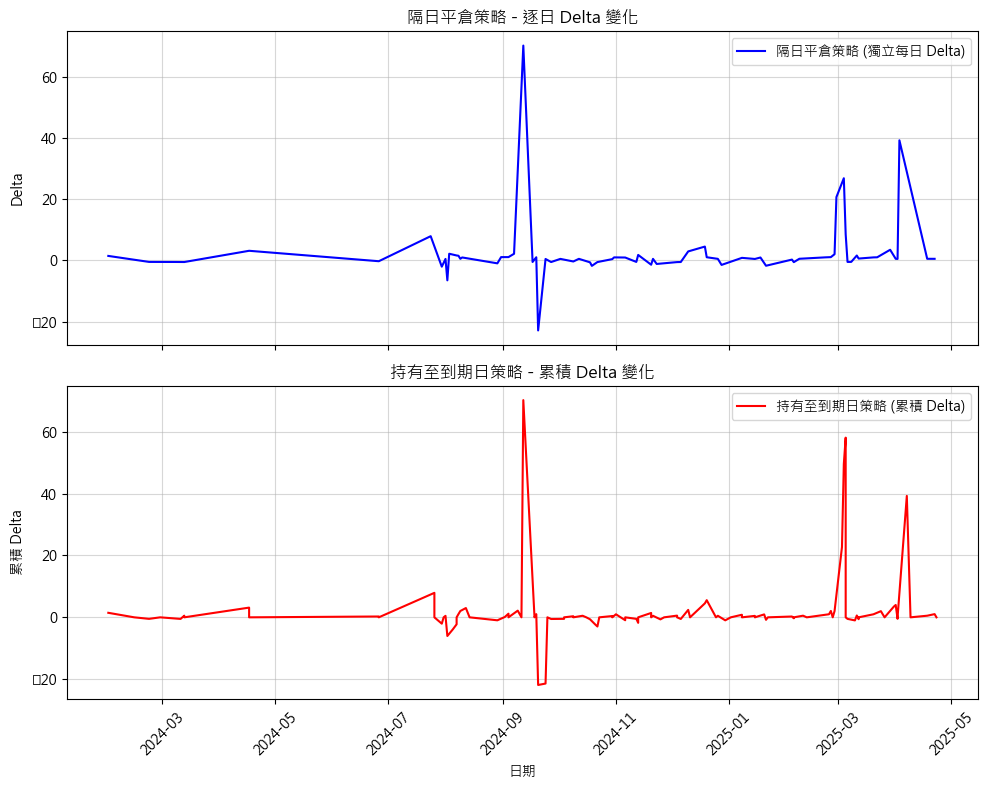 隔日平倉策略 - 逐日 Delta 變化
隔日平倉策略 (獨立每日 Delta)
Delta
60
40
20
0
□20
持有至到期日策略 - 累積 Delta 變化
持有至到期日策略 (累積 Delta)
累積 Delta
60
40
20
0
□20
2024-03
2024-05
2024-07
2024-09
2024-11
2025-01
2025-03
2025-05
日期